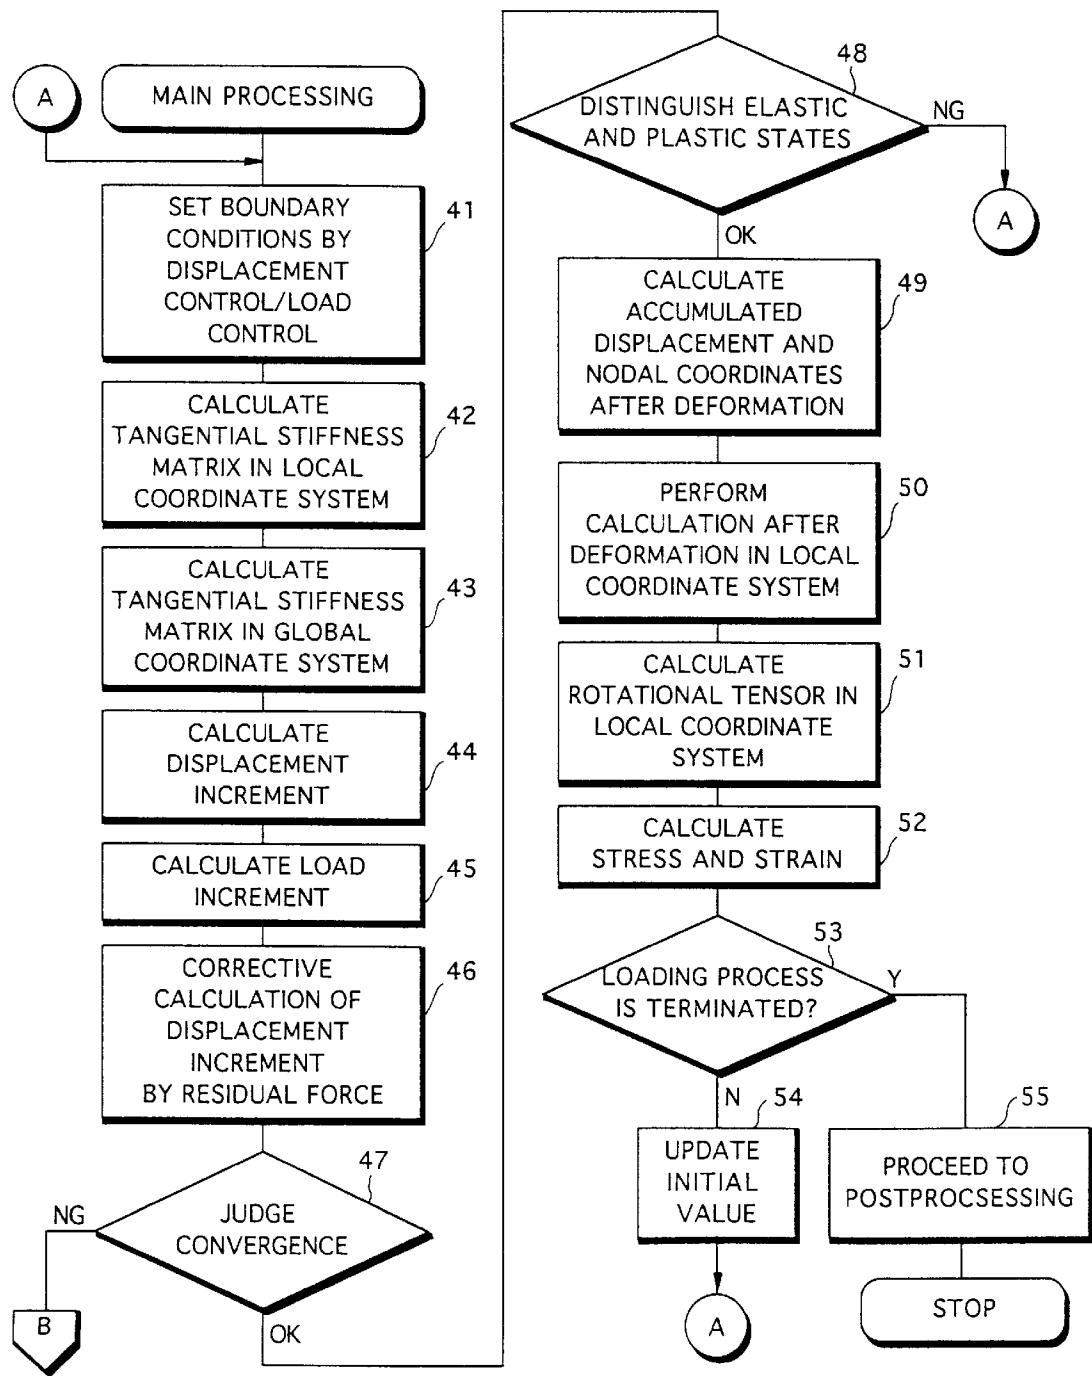 A
MAIN PROCESSING
SET BOUNDARY
CONDITIONS BY
DISPLACEMENT
CONTROL/LOAD
CONTROL
41
CALCULATE
TANGENTIAL STIFFNESS
MATRIX IN LOCAL
COORDINATE SYSTEM
42
CALCULATE
TANGENTIAL STIFFNESS
MATRIX IN GLOBAL
COORDINATE SYSTEM
43
CALCULATE
DISPLACEMENT
INCREMENT
44
CALCULATE LOAD
INCREMENT
45
CORRECTIVE
CALCULATION OF
DISPLACEMENT
INCREMENT
BY RESIDUAL FORCE
46
JUDGE
CONVERGENCE
47
NG
B
OK
DISTINGUISH ELASTIC
AND PLASTIC STATES
48
NG
A
OK
CALCULATE
ACCUMULATED
DISPLACEMENT AND
NODAL COORDINATES
AFTER DEFORMATION
49
PERFORM
CALCULATION AFTER
DEFORMATION IN LOCAL
COORDINATE SYSTEM
50
CALCULATE
ROTATIONAL TENSOR IN
LOCAL COORDINATE
SYSTEM
51
CALCULATE
STRESS AND STRAIN
52
LOADING PROCESS
IS TERMINATED?
53
Y
N
UPDATE
INITIAL
VALUE
54
A
PROCEED TO
POSTPROCSESSING
55
STOP